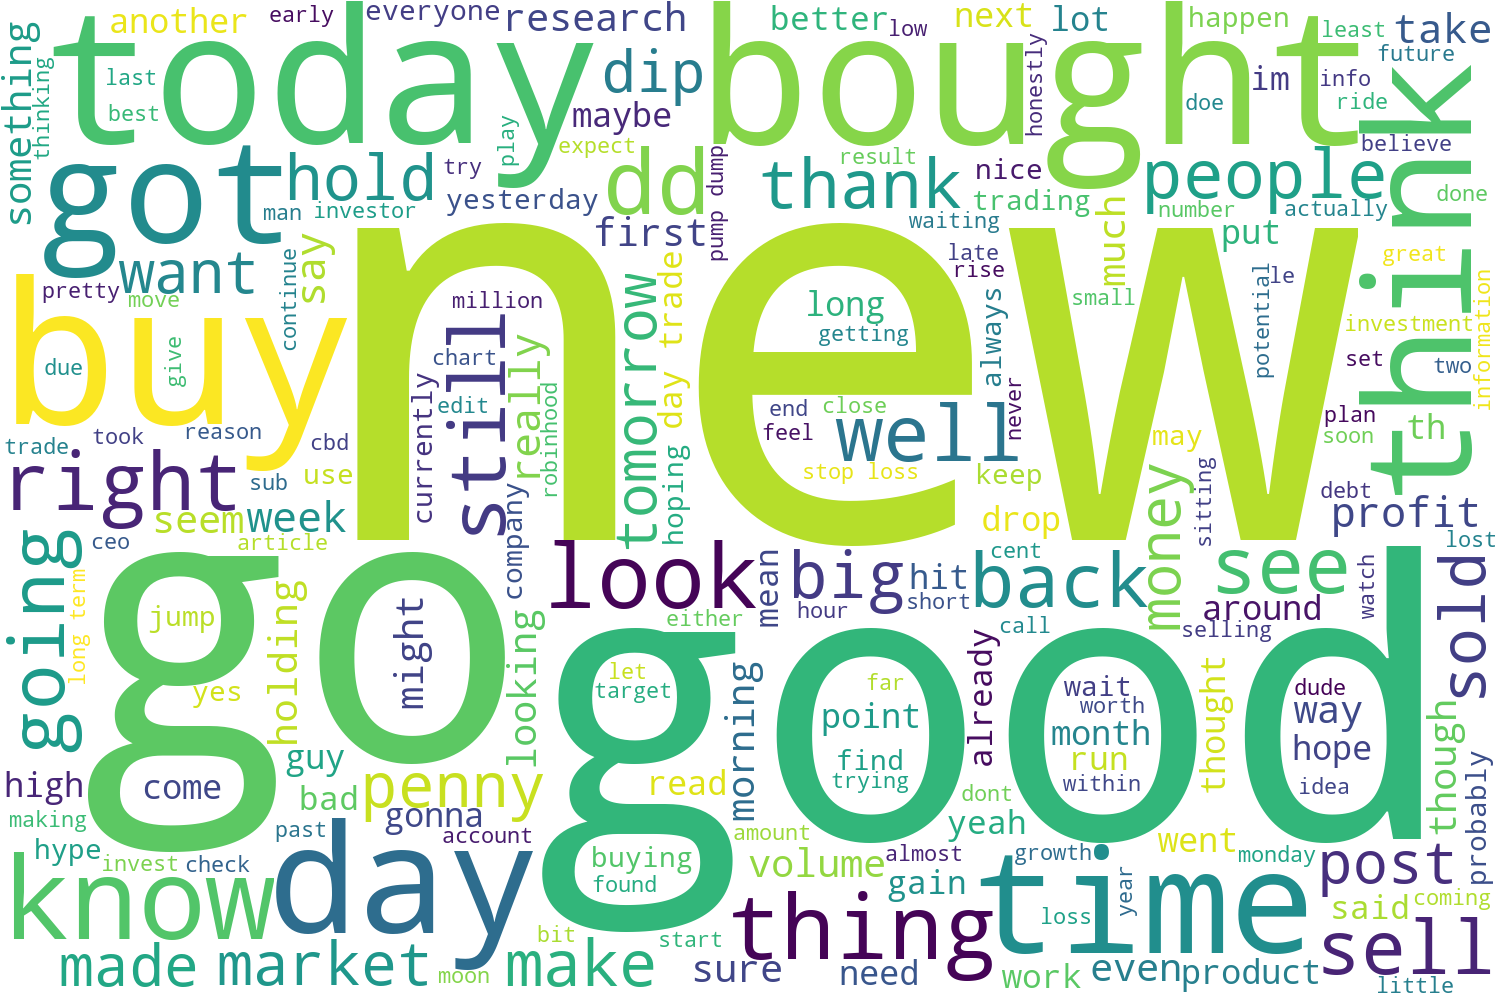 another
early
everyone
research
better
low
next
lot
happen
least
take
future
something
thinking
today
last
best
bought
dip
maybe
honestly
doe
im
info
ride
think
believe
play
expect
result
got
hold
try
dd
pump dump
thank
nice
people
done
man
investor
yesterday
trading
number
actually
first
waiting
much
put
want
say
continue
late
rise
great
pretty
move
million
tomorrow
day trade
long
getting
always
small
potential
le
investment
information
buy
new
due
give
still
chart
really
set
two
currently
edit
robinhood
end
close
feel
well
never
plan
soon
th
trade
took
reason
cbd
hoping
stop loss
keep
may
right
sub
use
company
money
sitting
debt
seem
week
drop
profit
going
ceo
article
look
mean
big
hit
cent
back
see
lost
long term
go
holding
hour
short
around
watch
sold
jump
might
looking
either
good
call
selling
yes
let
target
far
already
wait
worth
thought
dude
way
though
morning
point
month
hope
guy
find
run
high
come
penny
read
trying
within
idea
probably
bad
gonna
dont
making
past
account
amount
yeah
went
hype
invest
check
buying
volume
almost
growth
monday
post
know
day
found
gain
time
year
coming
thing
loss
said
bit
start
made
market
moon
make
sure
need
work
even
product
sell
little